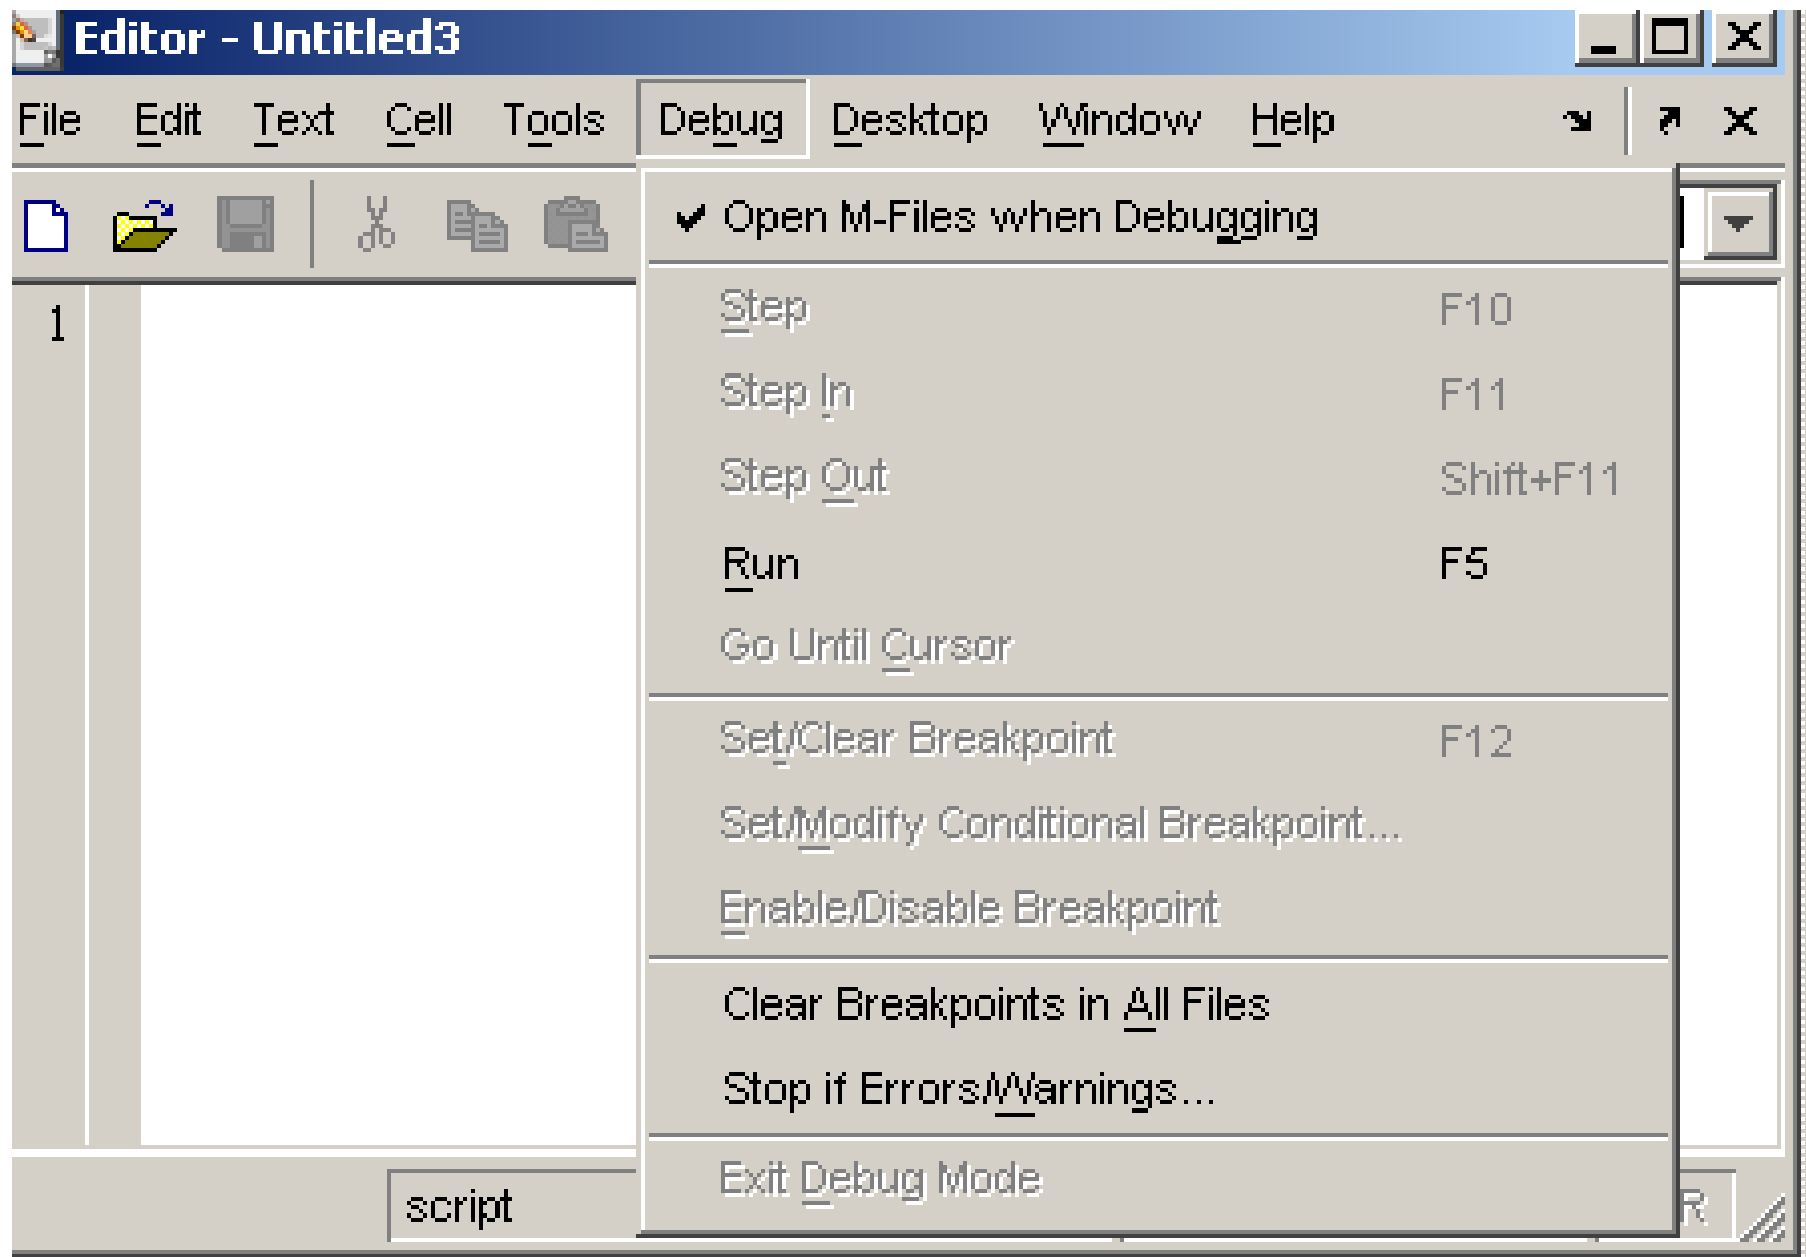 Editor - Untitled3
File Edit Text Cell Tools Debug Desktop Window Help
Open M-Files when Debugging
1
Step F10
Step In F11
Step Out Shift+F11
Run F5
Go Until Cursor
Set/Clear Breakpoint F12
Set/Modify Conditional Breakpoint...
Enable/Disable Breakpoint
Clear Breakpoints in All Files
Stop if Errors/Warnings...
Exit Debug Mode
script R